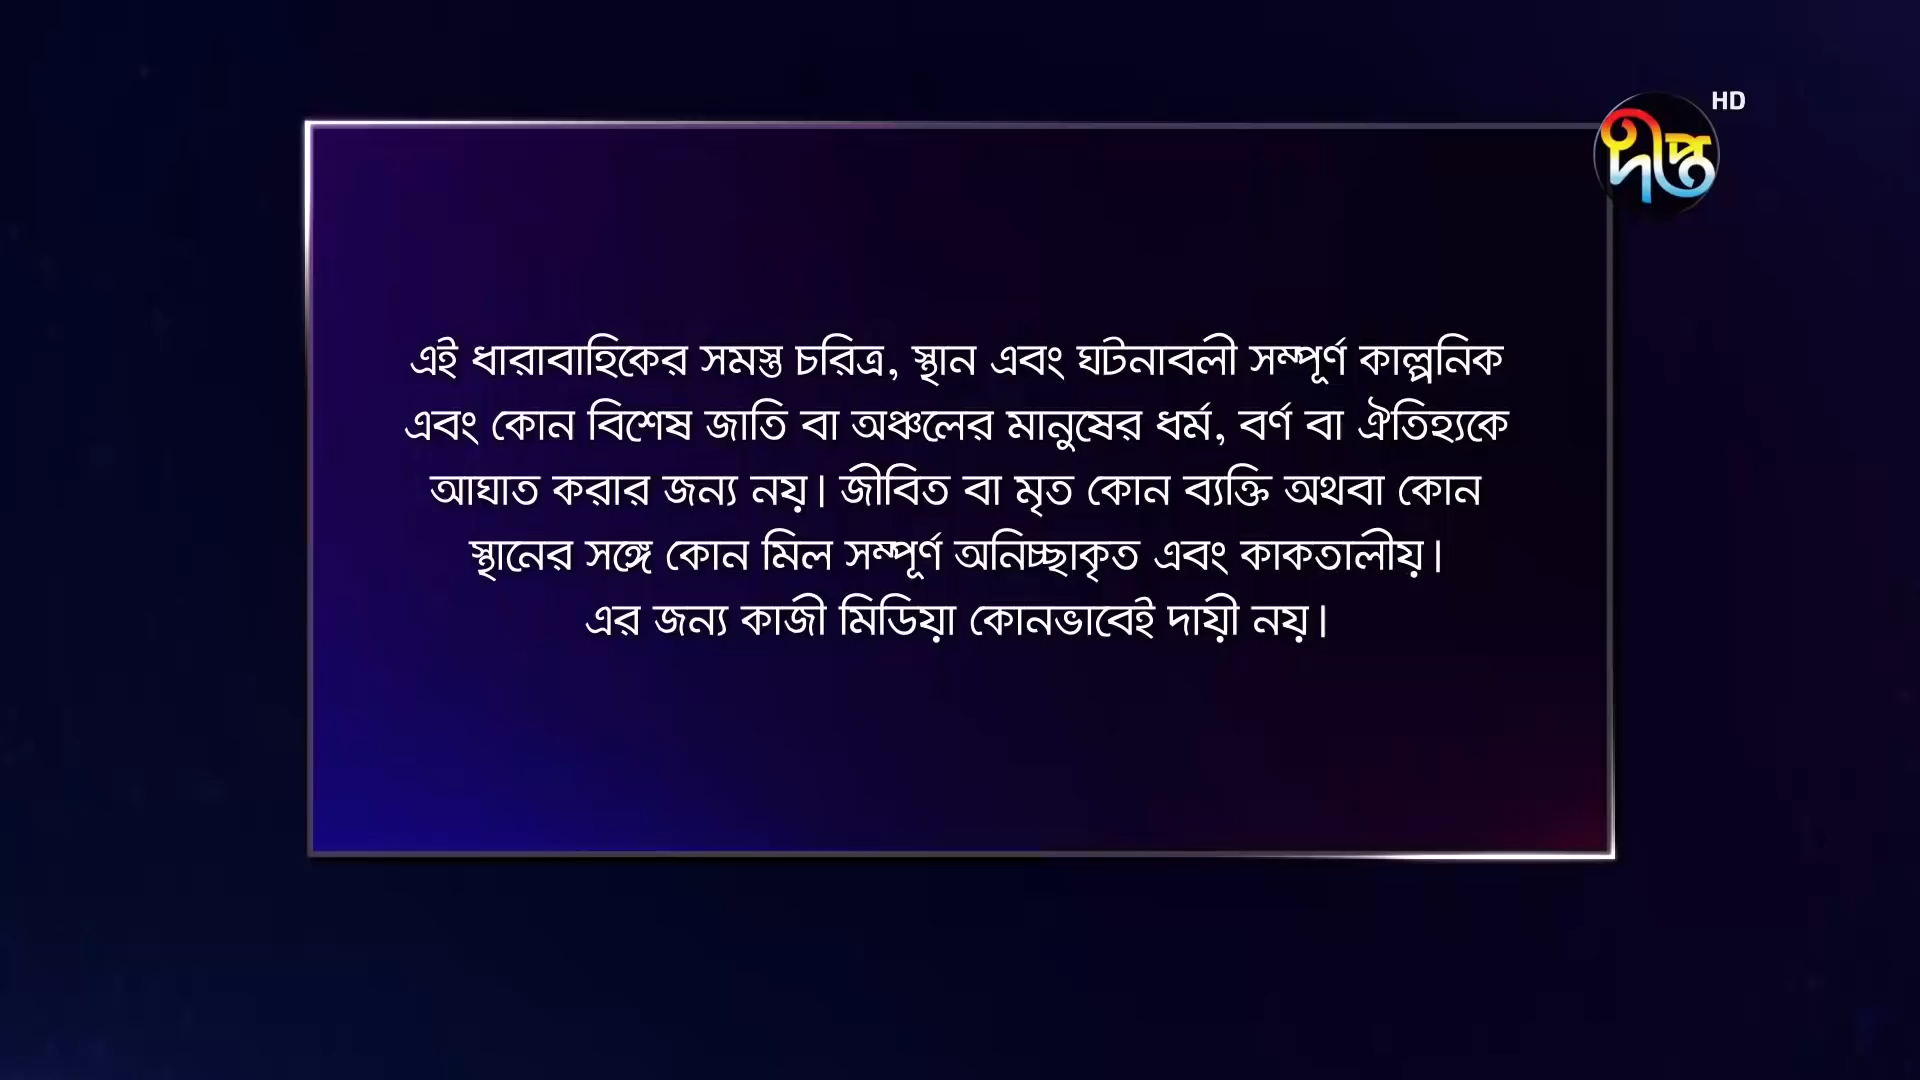 HD
দীপ্ত
এই ধারাবাহিকের সমস্ত চরিত্র, স্থান এবং ঘটনাবলী সম্পূর্ণ কাল্পনিক
এবং কোন বিশেষ জাতি বা অঞ্চলের মানুষের ধর্ম, বর্ণ বা ঐতিহ্যকে
আঘাত করার জন্য নয়। জীবিত বা মৃত কোন ব্যক্তি অথবা কোন
স্থানের সঙ্গে কোন মিল সম্পূর্ণ অনিচ্ছাকৃত এবং কাকতালীয়।
এর জন্য কাজী মিডিয়া কোনভাবেই দায়ী নয়।